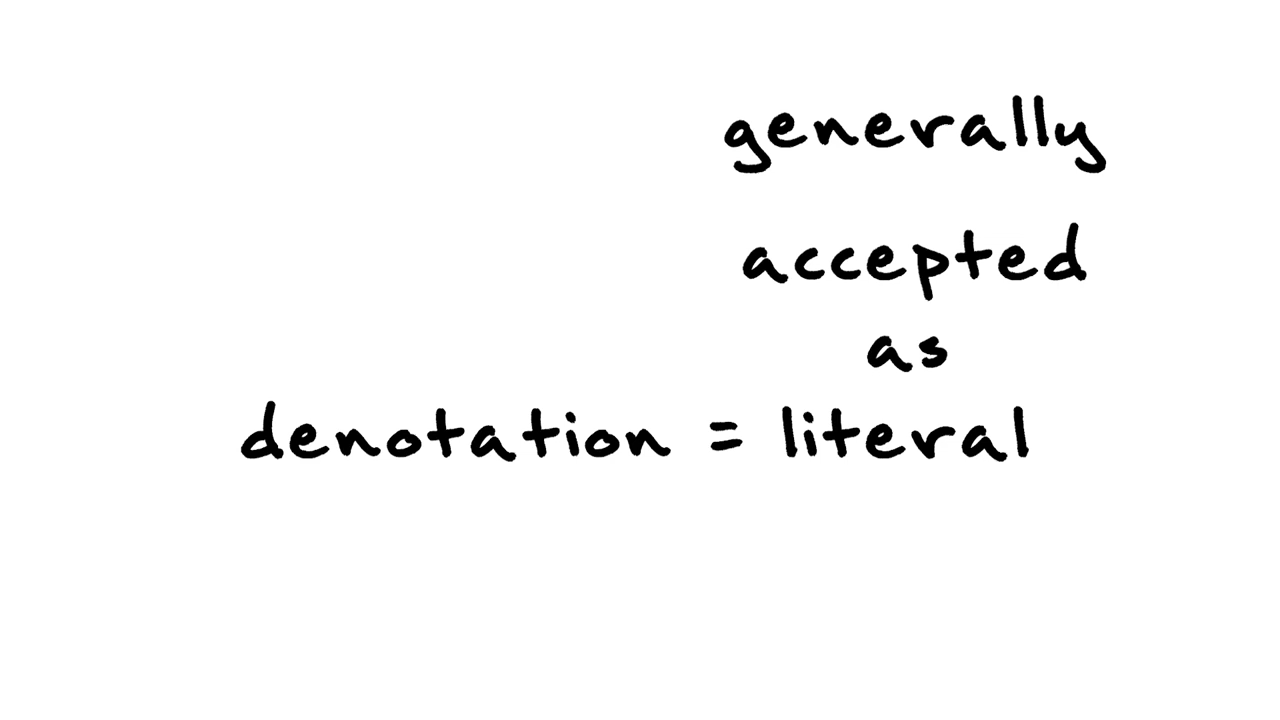 generally
accepted
as
denotation = literal